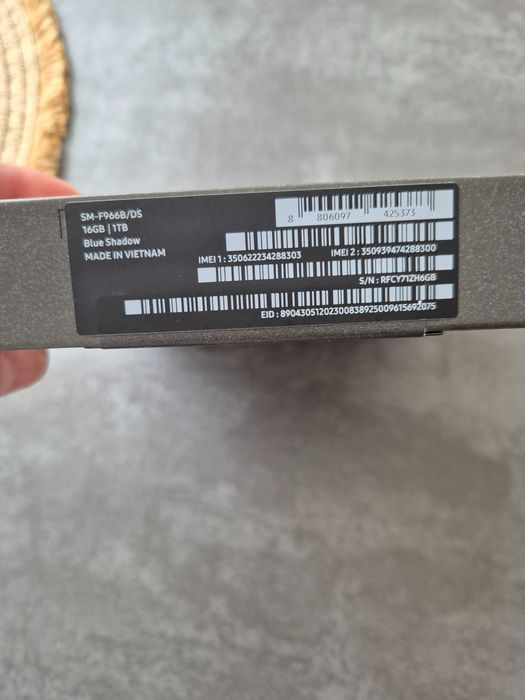 SM-F966B/DS
16GB | 1TB
Blue Shadow
MADE IN VIETNAM
8 806097 425373
IMEI 1 : 350622234288303
IMEI 2 : 350939474288300
S/N : RFCY71ZH6GB
EID : 89043051202300838925009615692075